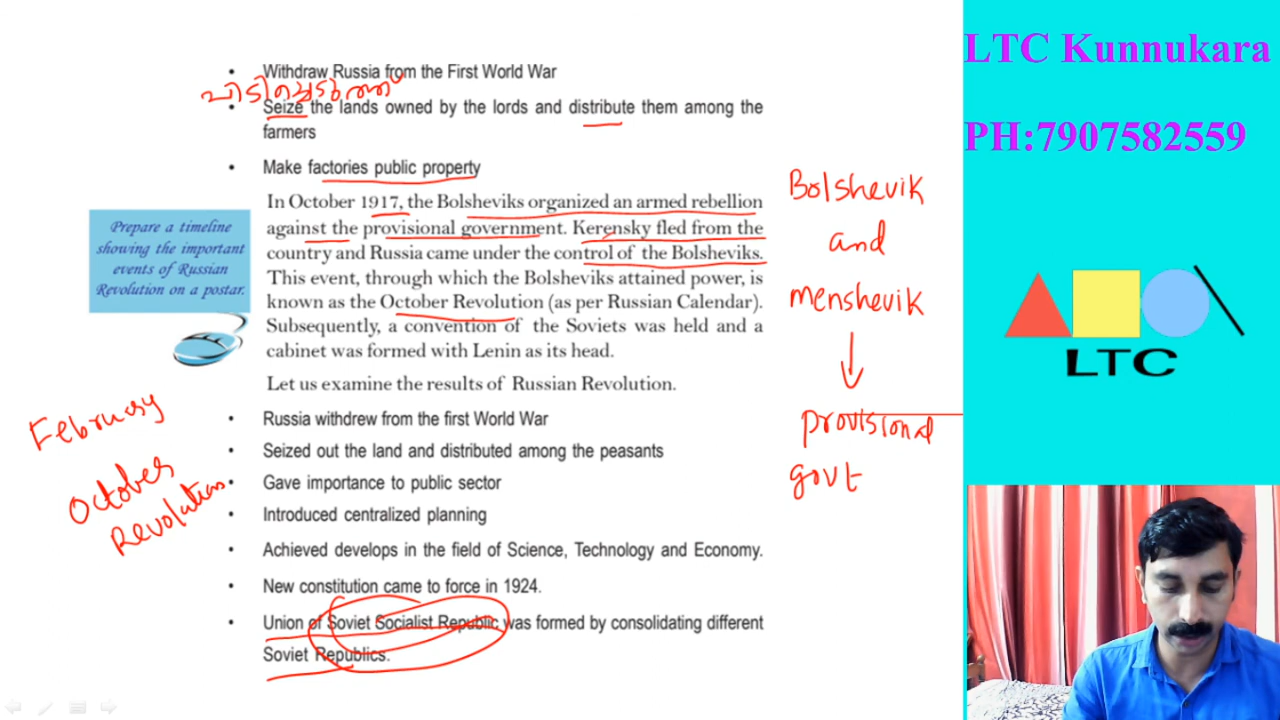 • Withdraw Russia from the First World War
പിടിച്ചെടുത്ത്
• Seize the lands owned by the lords and distribute them among the
farmers
• Make factories public property
In October 1917, the Bolsheviks organized an armed rebellion
against the provisional government. Kerensky fled from the
country and Russia came under the control of the Bolsheviks.
This event, through which the Bolsheviks attained power, is
known as the October Revolution (as per Russian Calendar).
Subsequently, a convention of the Soviets was held and a
cabinet was formed with Lenin as its head.
Let us examine the results of Russian Revolution.
• Russia withdrew from the first World War
• Seized out the land and distributed among the peasants
• Gave importance to public sector
• Introduced centralized planning
• Achieved develops in the field of Science, Technology and Economy.
• New constitution came to force in 1924.
• Union of Soviet Socialist Republic was formed by consolidating different
Soviet Republics.
Prepare a timeline
showing the important
events of Russian
Revolution on a postar.
February
October
Revolution
Bolshevik
and
menshevik
provisional
govt
LTC Kunnukara
PH:7907582559
LTC